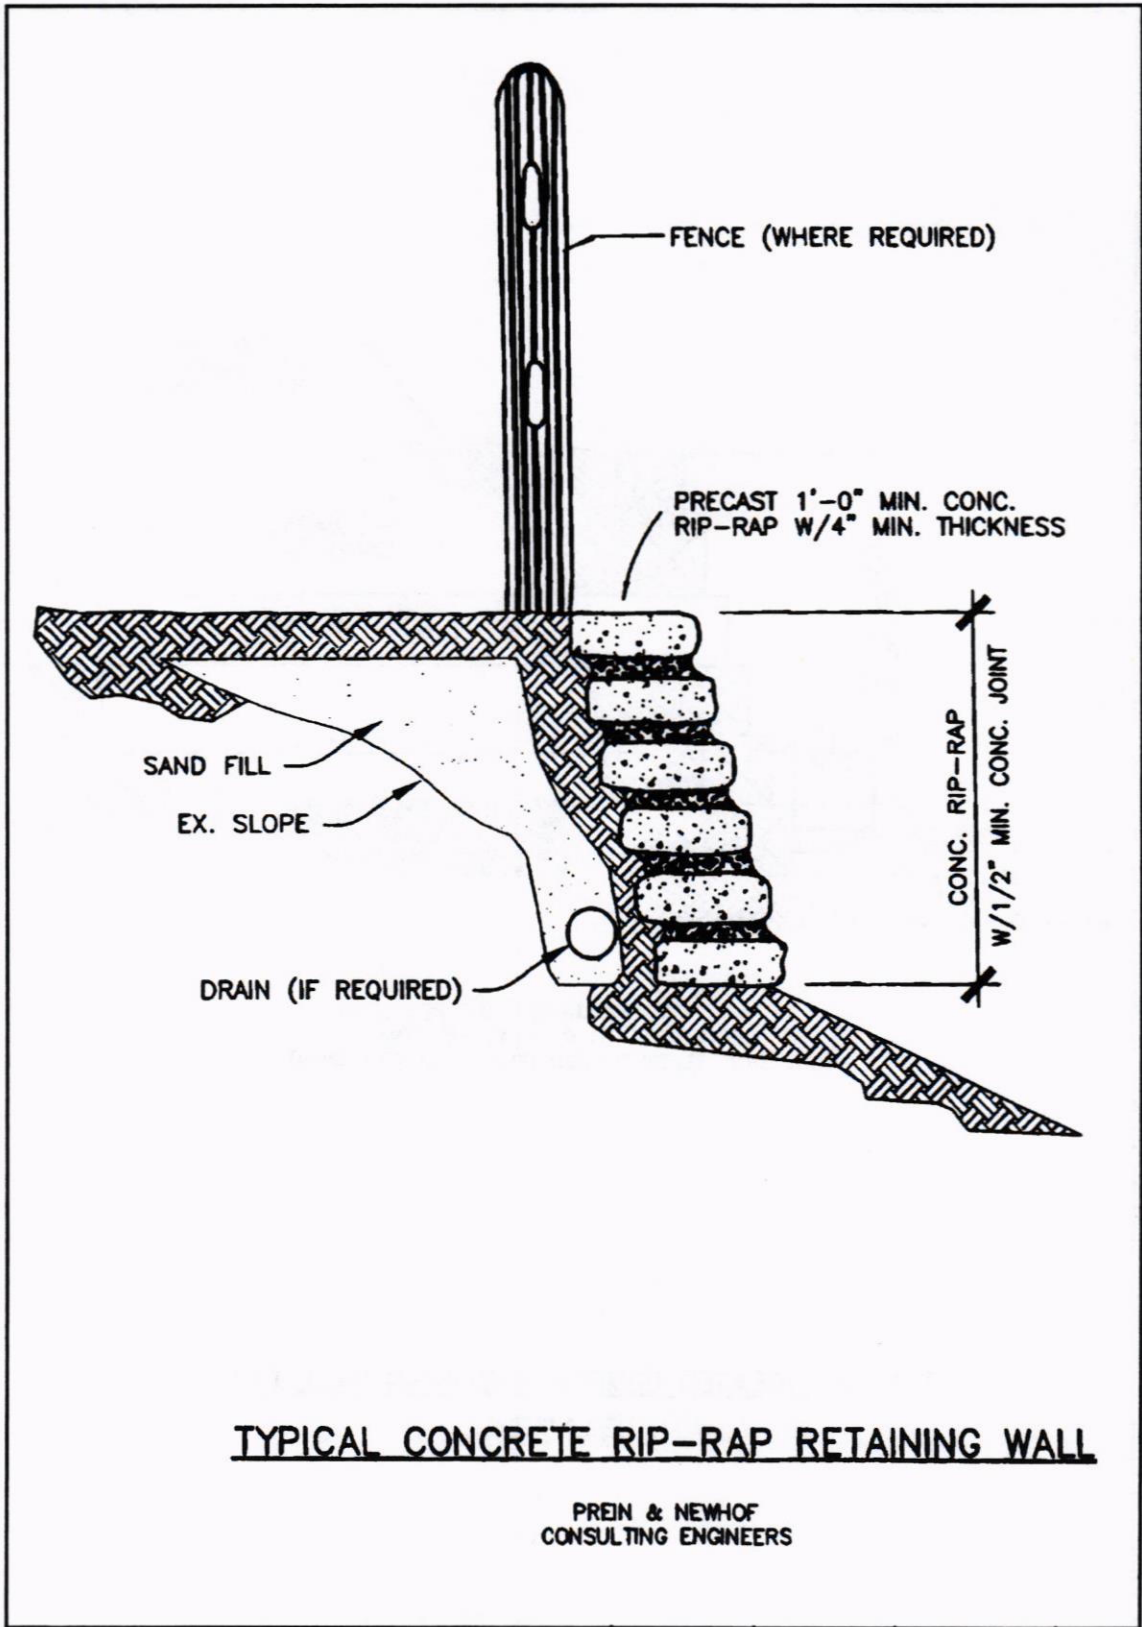 FENCE (WHERE REQUIRED)
PRECAST 1'-0" MIN. CONC.
RIP-RAP W/4" MIN. THICKNESS
CONC. RIP-RAP
W/1/2" MIN. CONC. JOINT
SAND FILL
EX. SLOPE
DRAIN (IF REQUIRED)
TYPICAL CONCRETE RIP-RAP RETAINING WALL
PREIN & NEWHOF
CONSULTING ENGINEERS